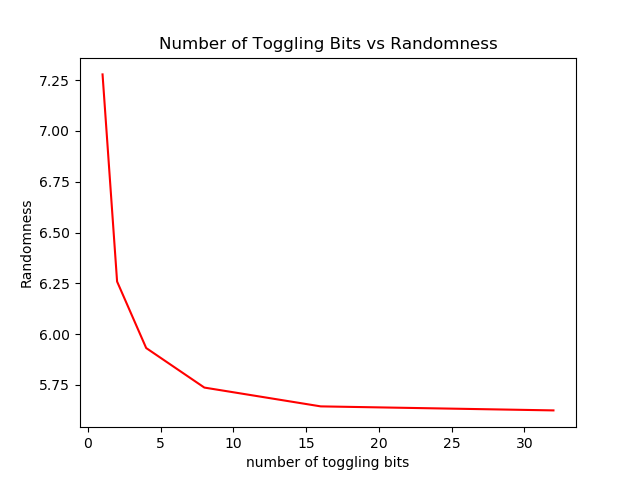 Number of Toggling Bits vs Randomness
7.25
7.00
6.75
6.50
6.25
6.00
5.75
Randomness
0 5 10 15 20 25 30
number of toggling bits